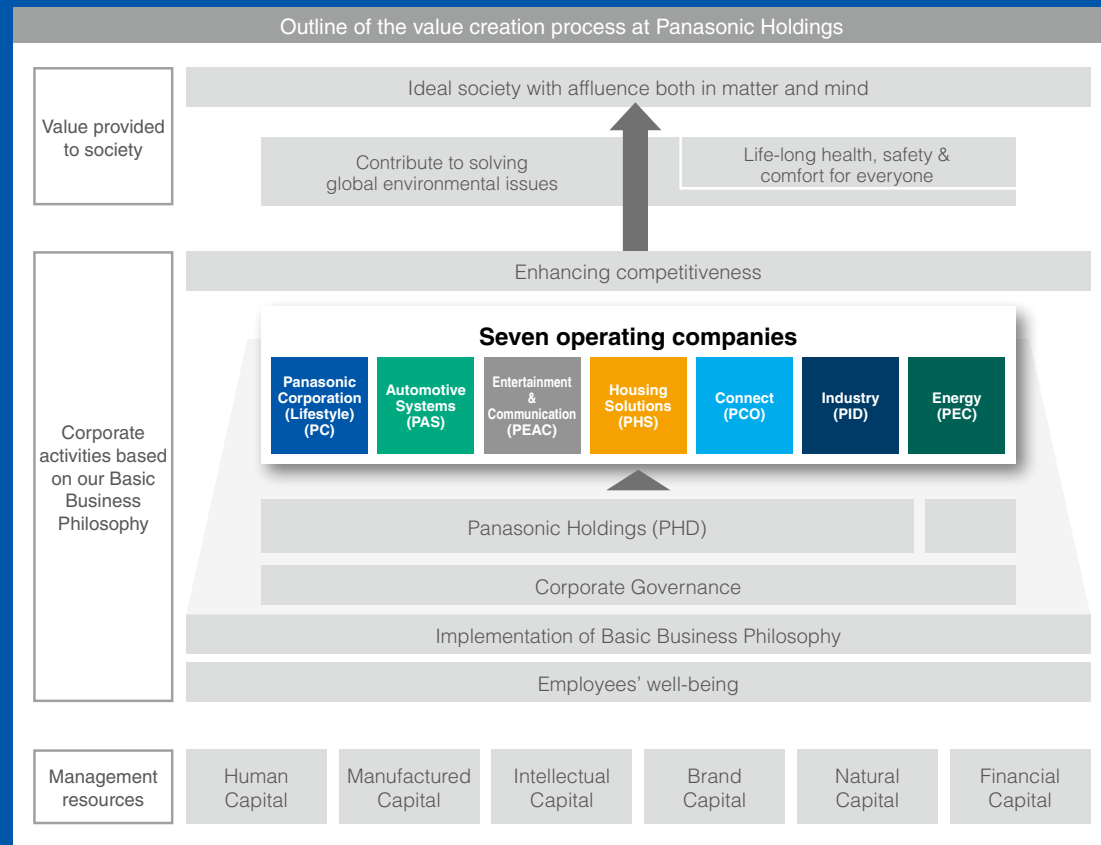 Outline of the value creation process at Panasonic Holdings
Value provided
to society
Ideal society with affluence both in matter and mind
Contribute to solving
global environmental issues
Life-long health, safety &
comfort for everyone
Corporate
activities based
on our Basic
Business
Philosophy
Enhancing competitiveness
Seven operating companies
Panasonic
Corporation
(Lifestyle)
(PC)
Automotive
Systems
(PAS)
Entertainment
&
Communication
(PEAC)
Housing
Solutions
(PHS)
Connect
(PCO)
Industry
(PID)
Energy
(PEC)
Panasonic Holdings (PHD)
Corporate Governance
Implementation of Basic Business Philosophy
Employees’ well-being
Management
resources
Human
Capital
Manufactured
Capital
Intellectual
Capital
Brand
Capital
Natural
Capital
Financial
Capital